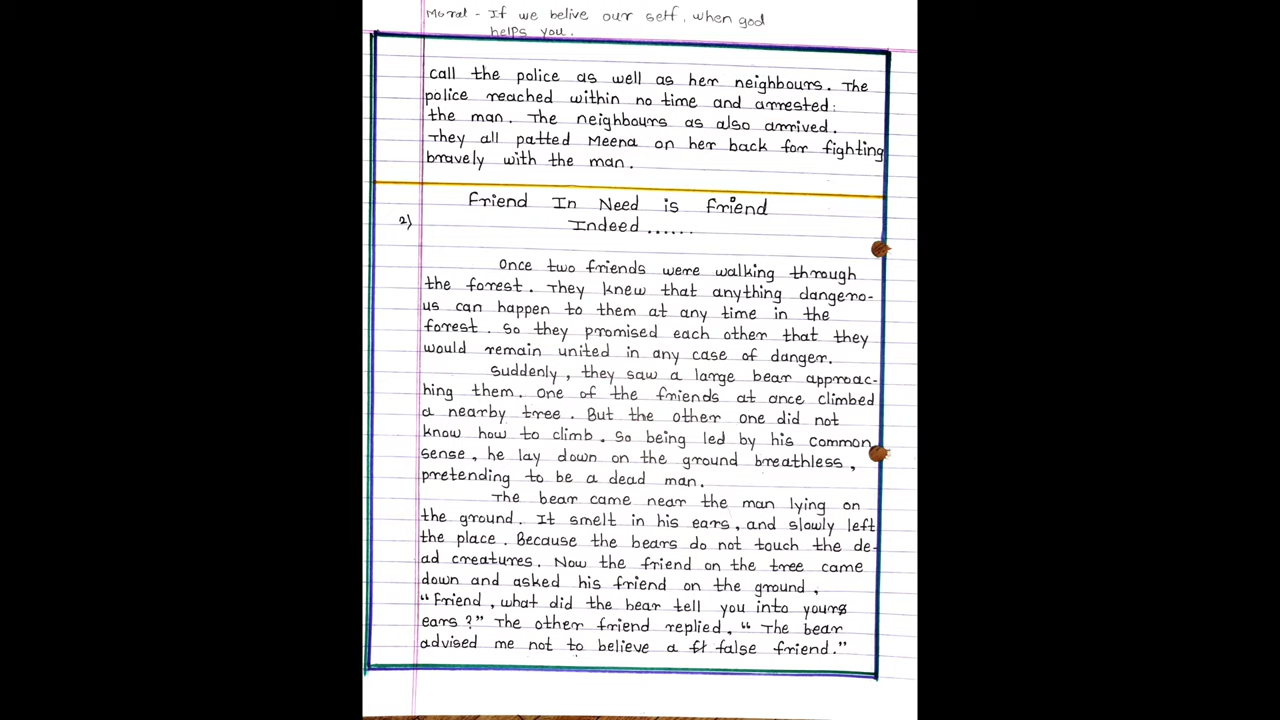 Moral - If we belive our self, when god
helps you.
call the police as well as her neighbours. The
police reached within no time and arrested.
the man. The neighbours as also arrived.
They all patted Meena on her back for fighting
bravely with the man.
Friend In Need is Friend
2) Indeed ......
Once two friends were walking through
the forest. They knew that anything dangero-
us can happen to them at any time in the
forest. So they promised each other that they
would remain united in any case of danger.
Suddenly, they saw a large bear approac-
hing them. One of the friends at once climbed
a nearby tree. But the other one did not
know how to climb. So being led by his common
sense, he lay down on the ground breathless,
pretending to be a dead man.
The bear came near the man lying on
the ground. It smelt in his ears, and slowly left
the place. Because the bears do not touch the de-
ad creatures. Now the friend on the tree came
down and asked his friend on the ground,
"Friend, what did the bear tell you into yours
ears?" The other friend replied, "The bear
advised me not to believe a false friend."